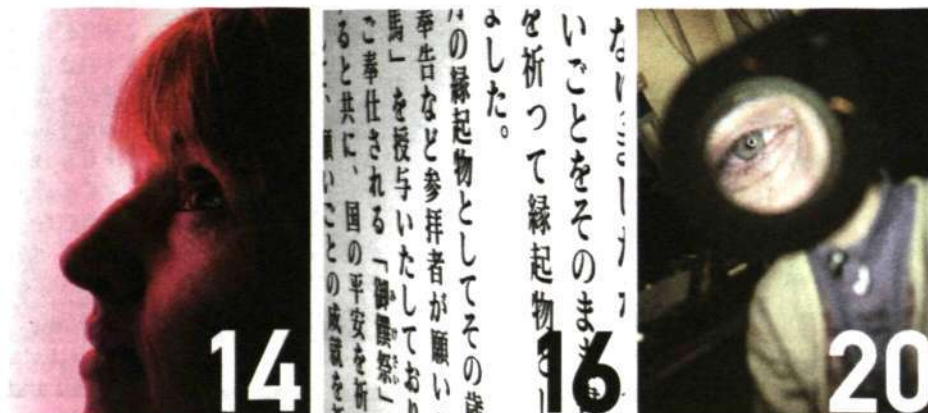 14
いごとをそのまま
を祈って縁起物
ました。
の縁起物としてその歳
奉告など参拝者が願い
馬」を授与いたしており
ご奉仕される「御饌祭」
ると共に、国の平安を祈
願いごとの成就を
16
20